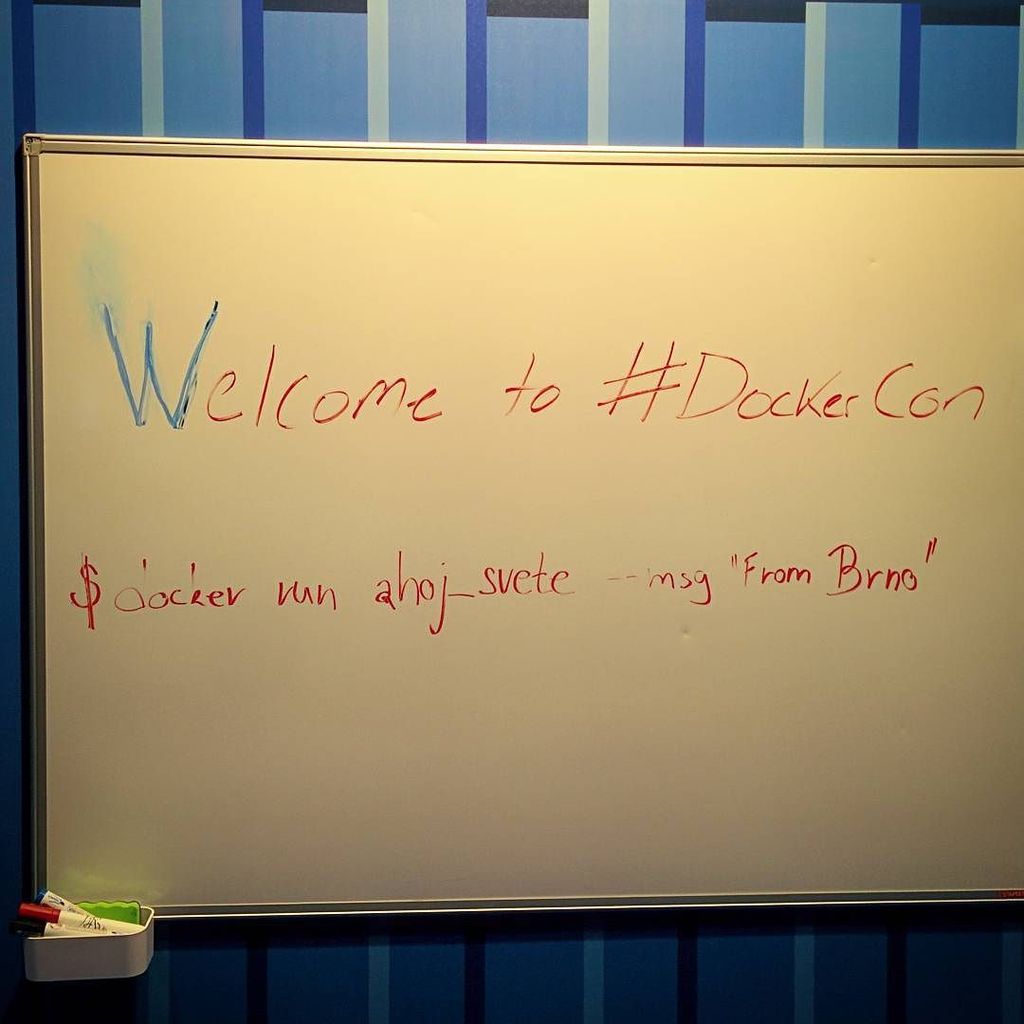 Welcome to #DockerCon
$ docker run ahoj_svete --msg "From Brno"